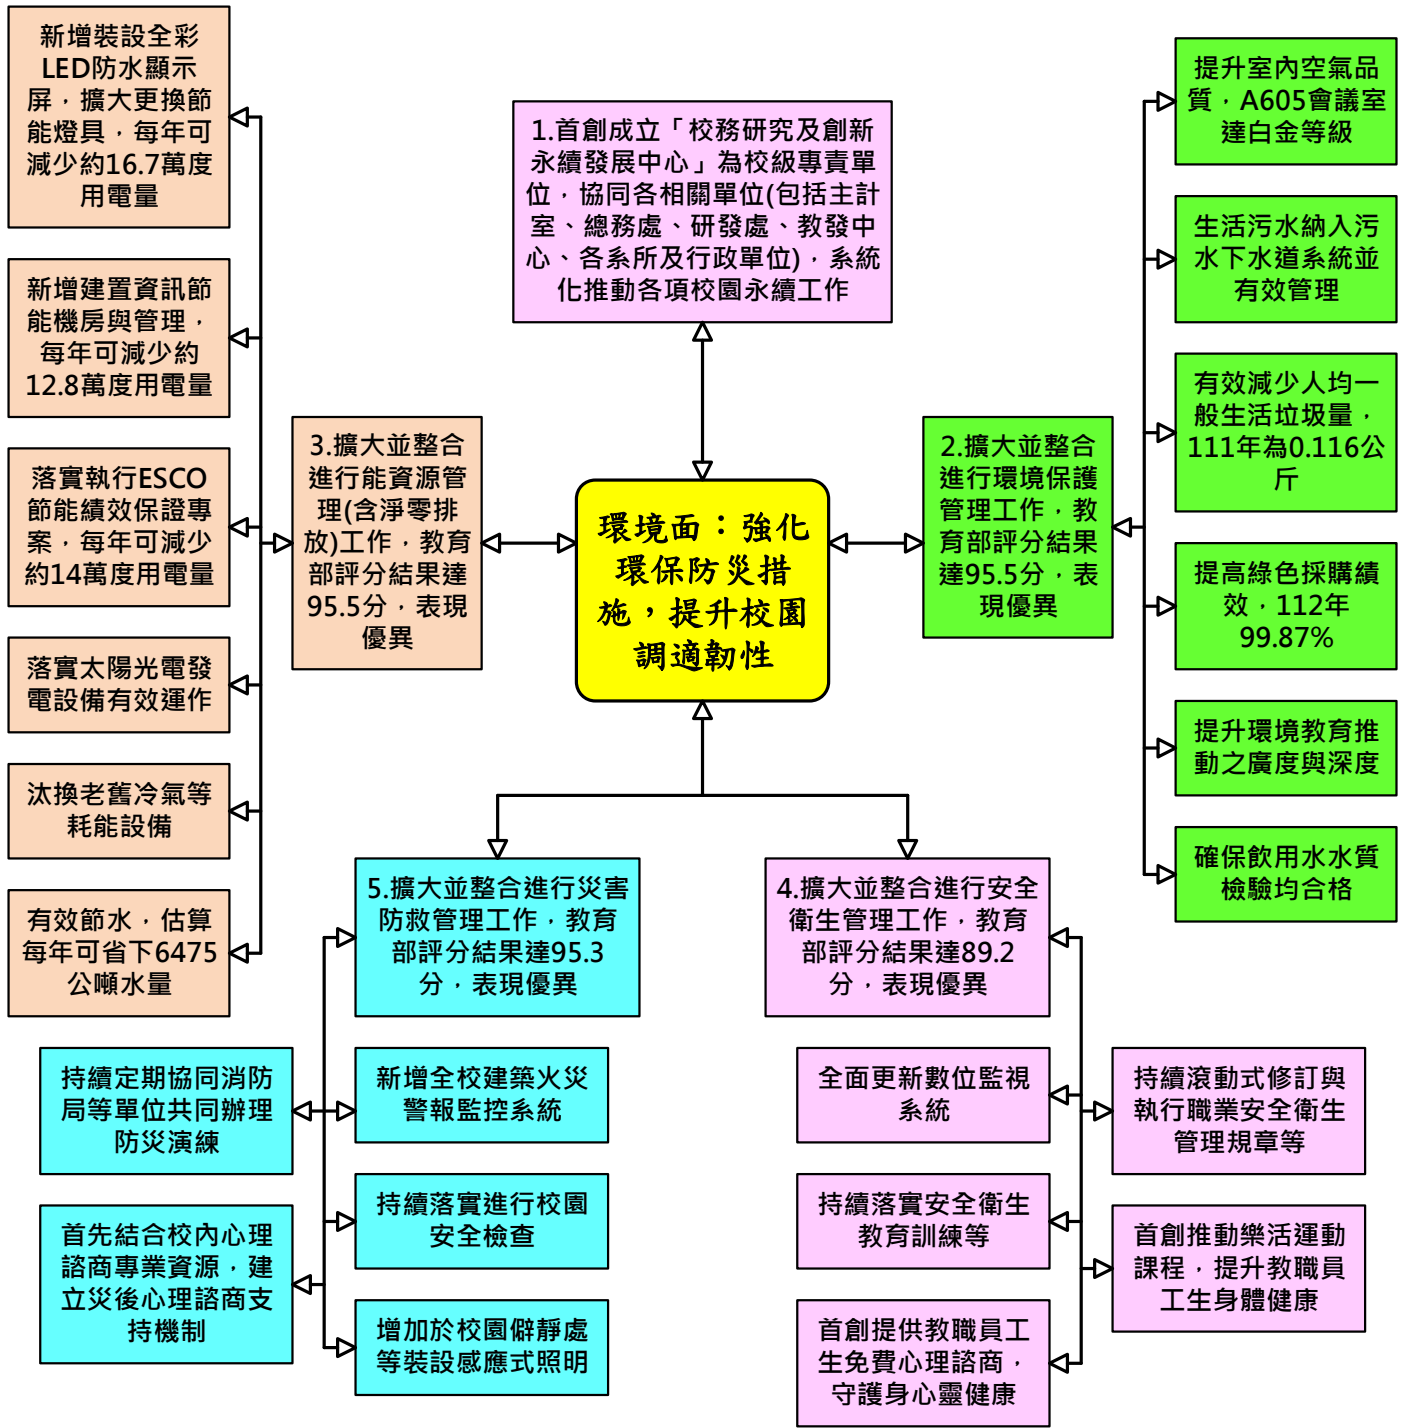 新增裝設全彩
LED防水顯示
屏，擴大更換節
能燈具，每年可
減少約16.7萬度
用電量
新增建置資訊節
能機房與管理，
每年可減少約
12.8萬度用電量
落實執行ESCO
節能績效保證專
案，每年可減少
約14萬度用電量
落實太陽光電發
電設備有效運作
汰換老舊冷氣等
耗能設備
有效節水，估算
每年可省下6475
公噸水量
3.擴大並整合
進行能資源管
理(含淨零排
放)工作，教育
部評分結果達
95.5分，表現
優異
1.首創成立「校務研究及創新
永續發展中心」為校級專責單
位，協同各相關單位(包括主計
室、總務處、研發處、教發中
心、各系所及行政單位)，系統
化推動各項校園永續工作
環境面：強化
環保防災措
施，提升校園
調適韌性
2.擴大並整合
進行環境保護
管理工作，教
育部評分結果
達95.5分，表
現優異
提升室內空氣品
質，A605會議室
達白金等級
生活污水納入污
水下水道系統並
有效管理
有效減少人均一
般生活垃圾量，
111年為0.116公
斤
提高綠色採購績
效，112年
99.87%
提升環境教育推
動之廣度與深度
確保飲用水水質
檢驗均合格
5.擴大並整合進行災害
防救管理工作，教育
部評分結果達95.3
分，表現優異
持續定期協同消防
局等單位共同辦理
防災演練
首先結合校內心理
諮商專業資源，建
立災後心理諮商支
持機制
新增全校建築火災
警報監控系統
持續落實進行校園
安全檢查
增加於校園僻靜處
等裝設感應式照明
4.擴大並整合進行安全
衛生管理工作，教育
部評分結果達89.2
分，表現優異
全面更新數位監視
系統
持續落實安全衛生
教育訓練等
首創提供教職員工
生免費心理諮商，
守護身心靈健康
持續滾動式修訂與
執行職業安全衛生
管理規章等
首創推動樂活運動
課程，提升教職員
工生身體健康